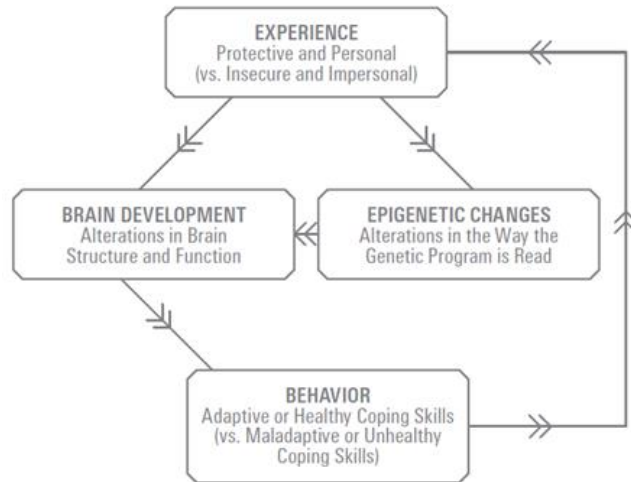 EXPERIENCE
Protective and Personal
(vs. Insecure and Impersonal)
BRAIN DEVELOPMENT
Alterations in Brain
Structure and Function
EPIGENETIC CHANGES
Alterations in the Way the
Genetic Program is Read
BEHAVIOR
Adaptive or Healthy Coping Skills
(vs. Maladaptive or Unhealthy
Coping Skills)